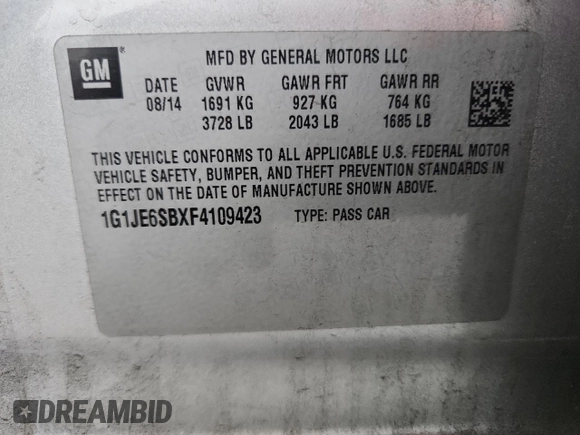 GM
MFD BY GENERAL MOTORS LLC
DATE GVWR GAWR FRT GAWR RR
08/14 1691 KG 927 KG 764 KG
3728 LB 2043 LB 1685 LB
THIS VEHICLE CONFORMS TO ALL APPLICABLE U.S. FEDERAL MOTOR
VEHICLE SAFETY, BUMPER, AND THEFT PREVENTION STANDARDS IN
EFFECT ON THE DATE OF MANUFACTURE SHOWN ABOVE.
1G1JE6SBXF4109423 TYPE: PASS CAR
DREAMBID